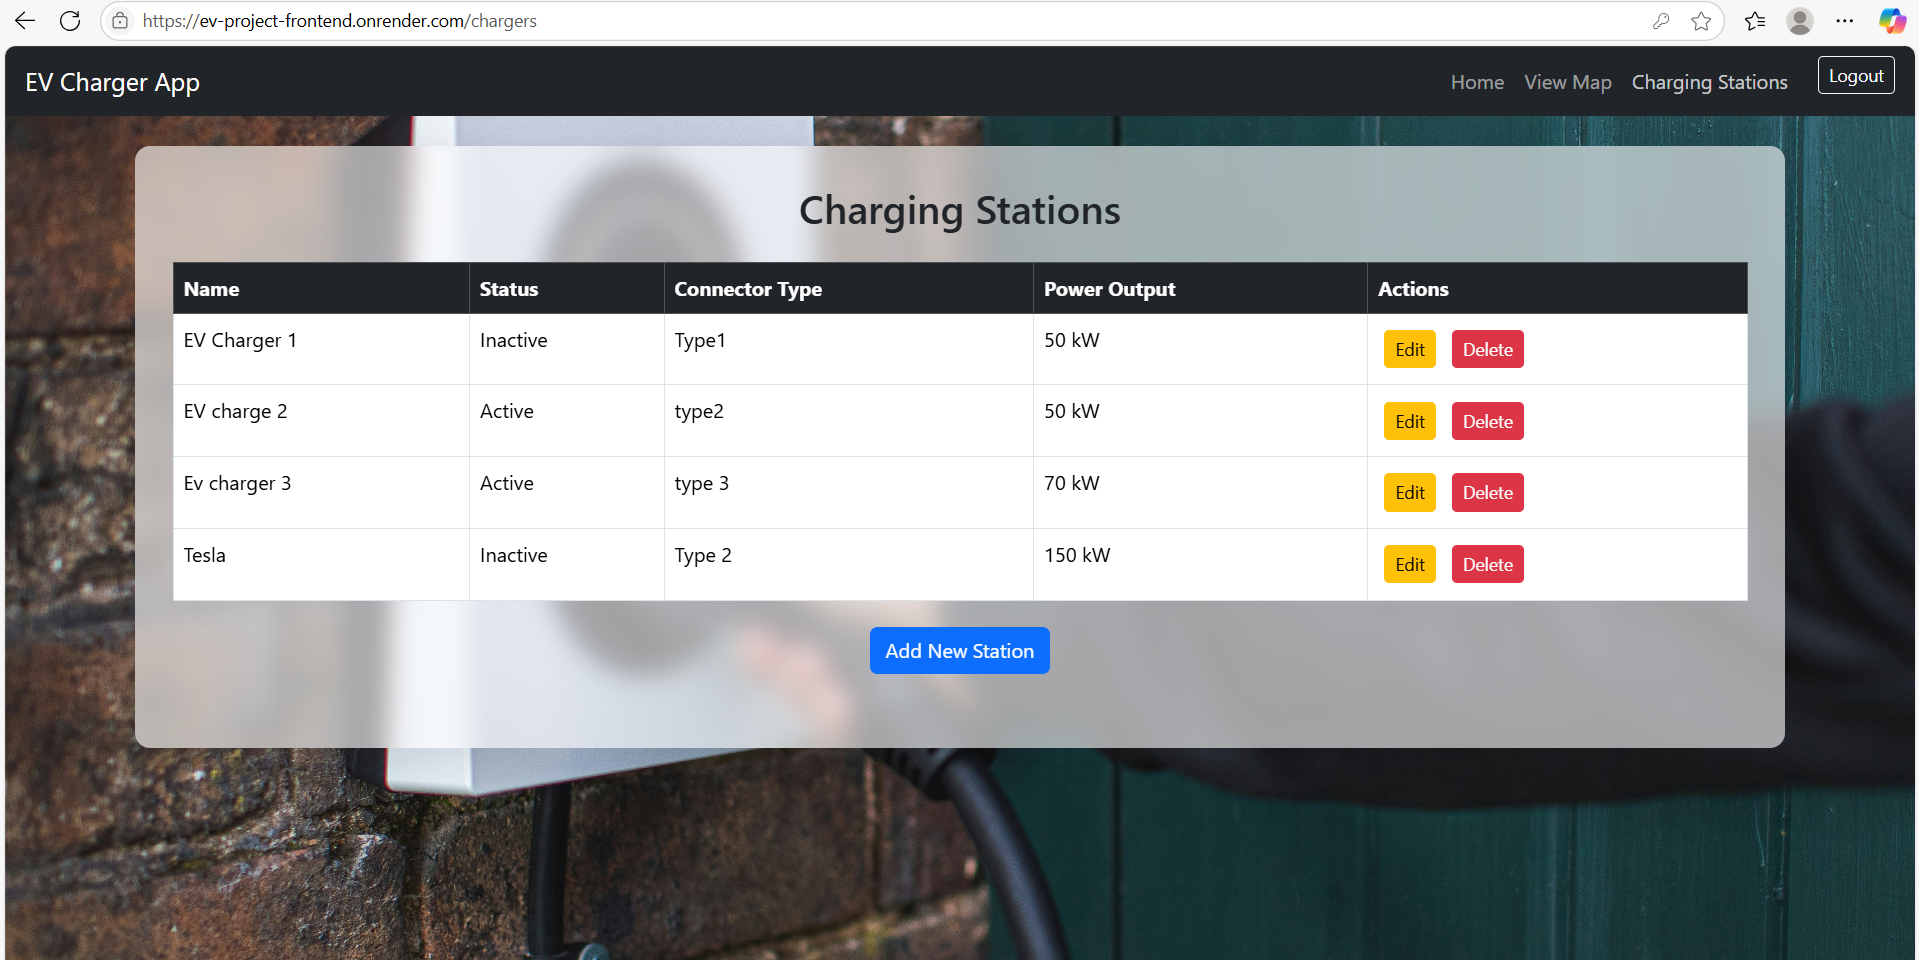 https://ev-project-frontend.onrender.com/chargers
EV Charger App Home View Map Charging Stations Logout
Charging Stations
Name Status Connector Type Power Output Actions
EV Charger 1 Inactive Type1 50 kW Edit Delete
EV charge 2 Active type2 50 kW Edit Delete
Ev charger 3 Active type 3 70 kW Edit Delete
Tesla Inactive Type 2 150 kW Edit Delete
Add New Station